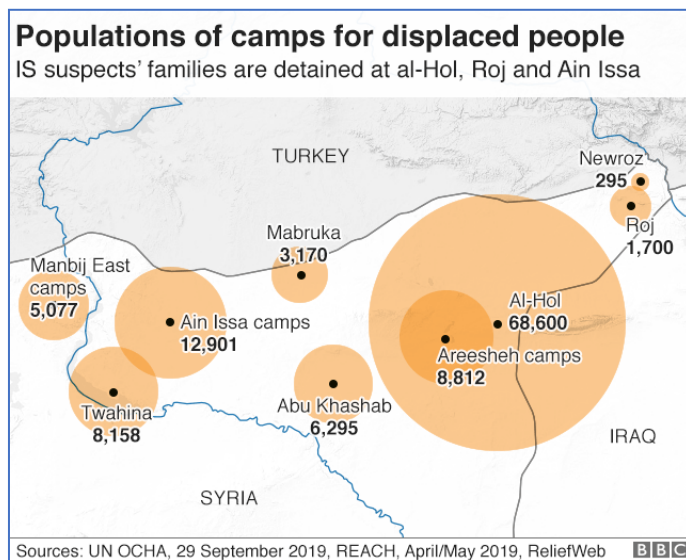 Populations of camps for displaced people
IS suspects' families are detained at al-Hol, Roj and Ain Issa
TURKEY
Newroz
295
Roj
1,700
Mabruka
3,170
Manbij East
camps
5,077
Ain Issa camps
12,901
Al-Hol
68,600
Areesheh camps
8,812
Twahina
8,158
Abu Khashab
6,295
IRAQ
SYRIA
Sources: UN OCHA, 29 September 2019, REACH, April/May 2019, ReliefWeb
BBC